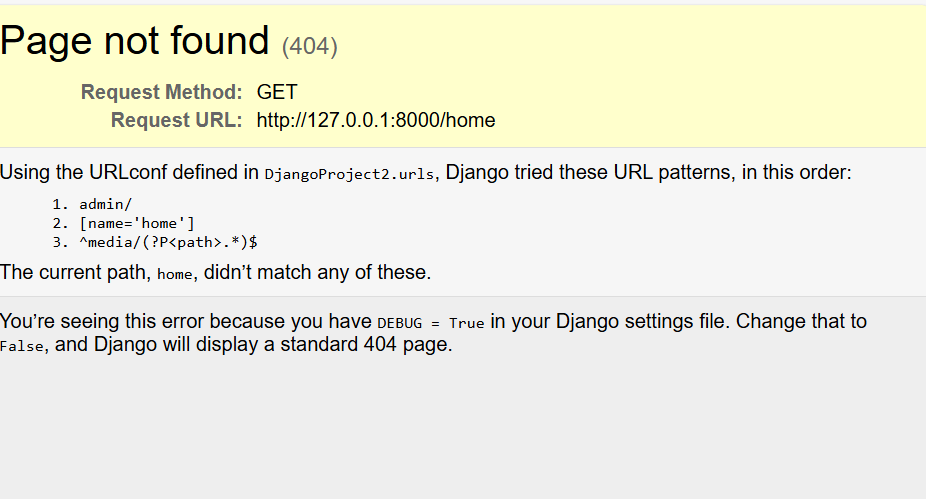 Page not found (404)
Request Method: GET
Request URL: http://127.0.0.1:8000/home
Using the URLconf defined in DjangoProject2.urls, Django tried these URL patterns, in this order:
1. admin/
2. [name='home']
3. ^media/(?P<path>.*)$
The current path, home, didn’t match any of these.
You’re seeing this error because you have DEBUG = True in your Django settings file. Change that to
False, and Django will display a standard 404 page.